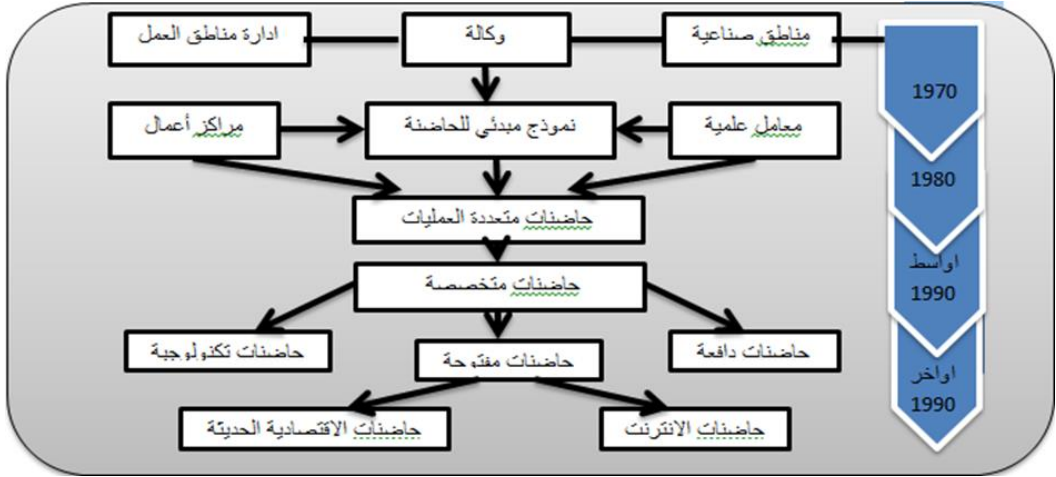 مناطق صناعية
وكالة
ادارة مناطق العمل
1970
معامل علمية
نموذج مبدئي للحاضنة
مراكز أعمال
1980
حاضنات متعددة العمليات
اواسط
1990
حاضنات متخصصة
حاضنات دافعة
حاضنات مفتوحة
حاضنات تكنولوجية
اواخر
1990
حاضنات الانترنت
حاضنات الاقتصادية الحديثة